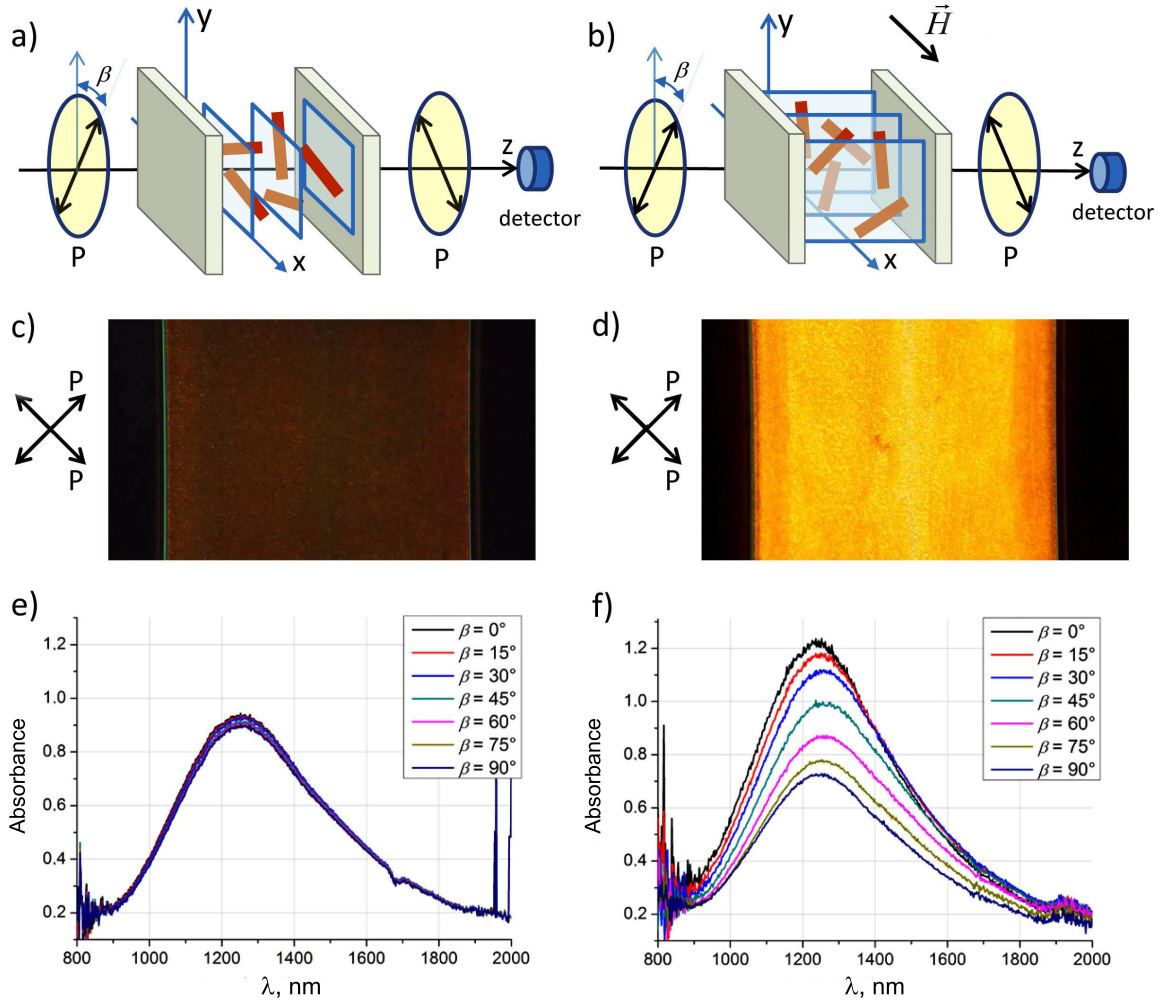 a)
y
β
P
x
P
z
detector
b)
H
y
β
P
x
P
z
detector
c)
P
P
d)
P
P
e)
Absorbance
1.2
1.0
0.8
0.6
0.4
0.2
800 1000 1200 1400 1600 1800 2000
λ, nm
β = 0°
β = 15°
β = 30°
β = 45°
β = 60°
β = 75°
β = 90°
f)
Absorbance
1.2
1.0
0.8
0.6
0.4
0.2
800 1000 1200 1400 1600 1800 2000
λ, nm
β = 0°
β = 15°
β = 30°
β = 45°
β = 60°
β = 75°
β = 90°